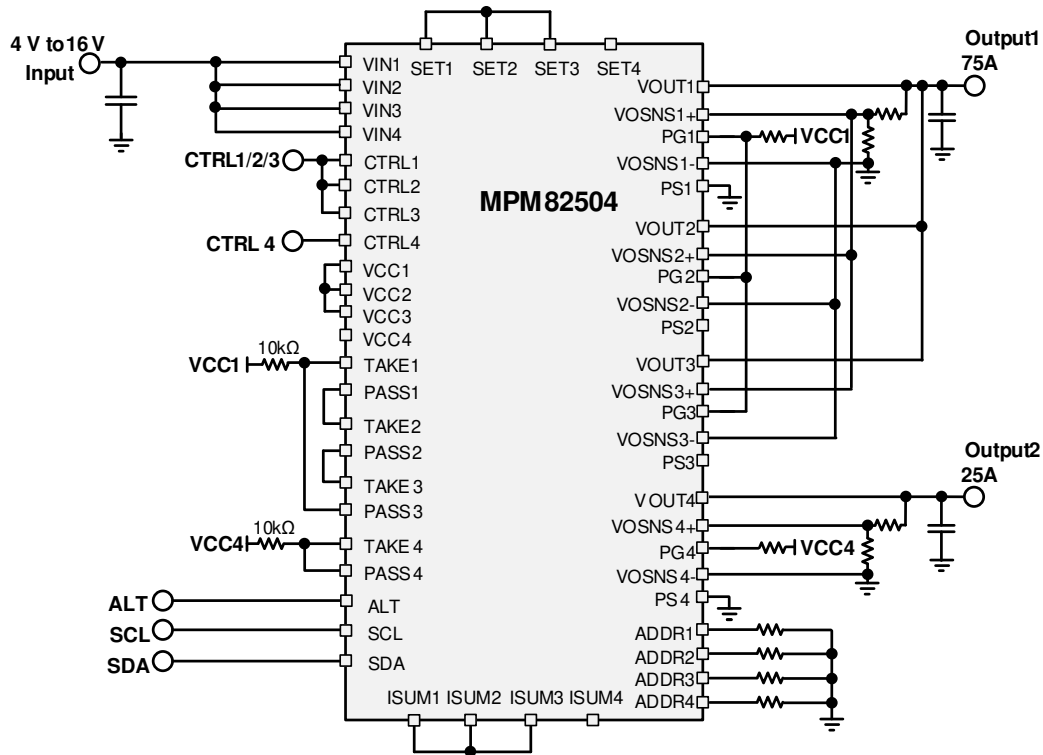 SET1 SET2 SET3 SET4
4 V to 16 V
Input
Output1
75A
MPM82504
VIN1
VIN2
VIN3
VIN4
CTRL1/2/3
CTRL1
CTRL2
CTRL3
CTRL 4
CTRL4
VCC1
VCC2
VCC3
VCC4
VCC1
10kΩ
TAKE1
PASS1
TAKE2
PASS2
TAKE3
PASS3
VCC4
10kΩ
TAKE4
PASS4
ALT
ALT
SCL
SCL
SDA
SDA
VOUT1
VOSNS1+
PG1
VCC1
VOSNS1-
PS1
VOUT2
VOSNS2+
PG2
VOSNS2-
PS2
VOUT3
VOSNS3+
PG3
VOSNS3-
PS3
Output2
25A
VOUT4
VOSNS4+
PG4
VCC4
VOSNS4-
PS4
ADDR1
ADDR2
ADDR3
ADDR4
ISUM1 ISUM2 ISUM3 ISUM4